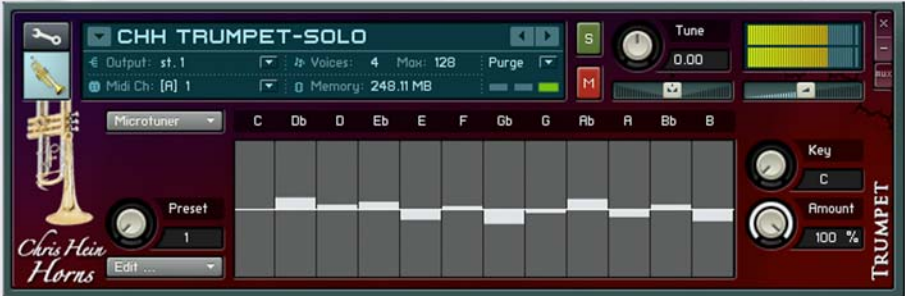 CHH TRUMPET-SOLO
Output: st.1 Voices: 4 Max: 128 Purge
Midi Ch: [A] 1 Memory: 248.11 MB
S
M
Tune
0.00
×
-
AUX
Microtuner
C Db D Eb E F Gb G Ab A Bb B
Preset
1
Edit ...
Key
C
Amount
100 %
Chris Hein
Horns
TRUMPET